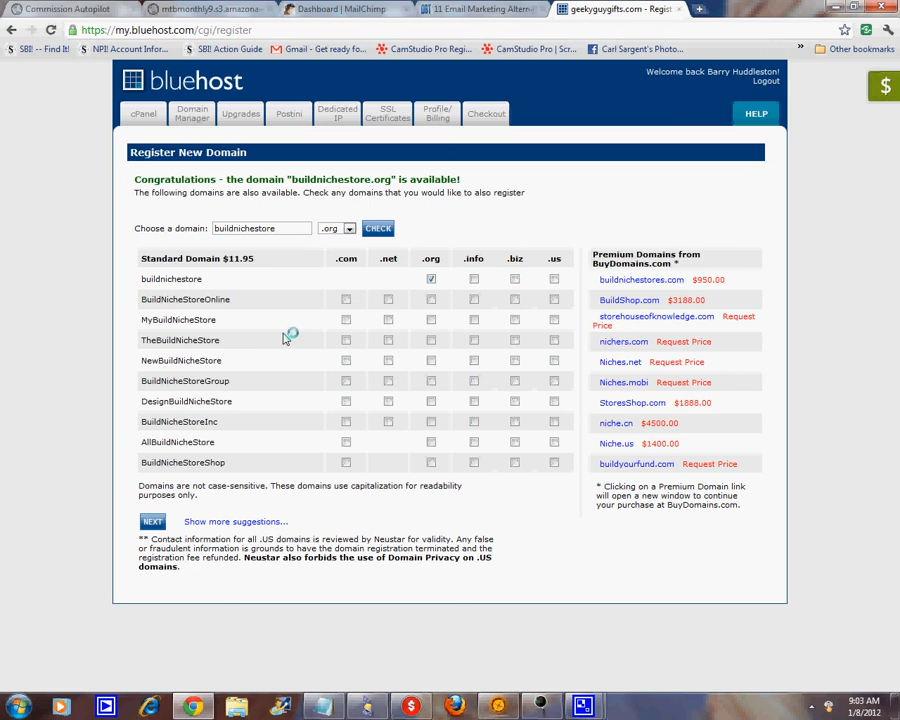 Commission Autopilot
mtbmonthly9.s3.amazona
Dashboard | MailChimp
11 Email Marketing Altern
geekyguygifts.com - Regist
https://my.bluehost.com/cgi/register
SBI! -- Find It!
NPI! Account Infor...
SBI! Action Guide
Gmail - Get ready fo...
CamStudio Pro Regi...
CamStudio Pro | Scr...
Carl Sargent's Photo...
»
Other bookmarks
bluehost
Welcome back Barry Huddleston!
Logout
$
cPanel
Domain Manager
Upgrades
Postini
Dedicated IP
SSL Certificates
Profile/ Billing
Checkout
HELP
Register New Domain
Congratulations - the domain "buildnichestore.org" is available!
The following domains are also available. Check any domains that you would like to also register
Choose a domain: buildnichestore .org CHECK
Standard Domain $11.95 .com .net .org .info .biz .us
buildnichestore
BuildNicheStoreOnline
MyBuildNicheStore
TheBuildNicheStore
NewBuildNicheStore
BuildNicheStoreGroup
DesignBuildNicheStore
BuildNicheStoreInc
AllBuildNicheStore
BuildNicheStoreShop
Domains are not case-sensitive. These domains use capitalization for readability
purposes only.
NEXT Show more suggestions...
** Contact information for all .US domains is reviewed by Neustar for validity. Any false
or fraudulent information is grounds to have the domain registration terminated and the
registration fee refunded. Neustar also forbids the use of Domain Privacy on .US
domains.
Premium Domains from
BuyDomains.com *
buildnichestores.com $950.00
BuildShop.com $3188.00
storehouseofknowledge.com Request
Price
nichers.com Request Price
Niches.net Request Price
Niches.mobi Request Price
StoresShop.com $1888.00
niche.cn $4500.00
Niche.us $1400.00
buildyourfund.com Request Price
* Clicking on a Premium Domain link
will open a new window to continue
your purchase at BuyDomains.com.
9:03 AM
1/8/2012